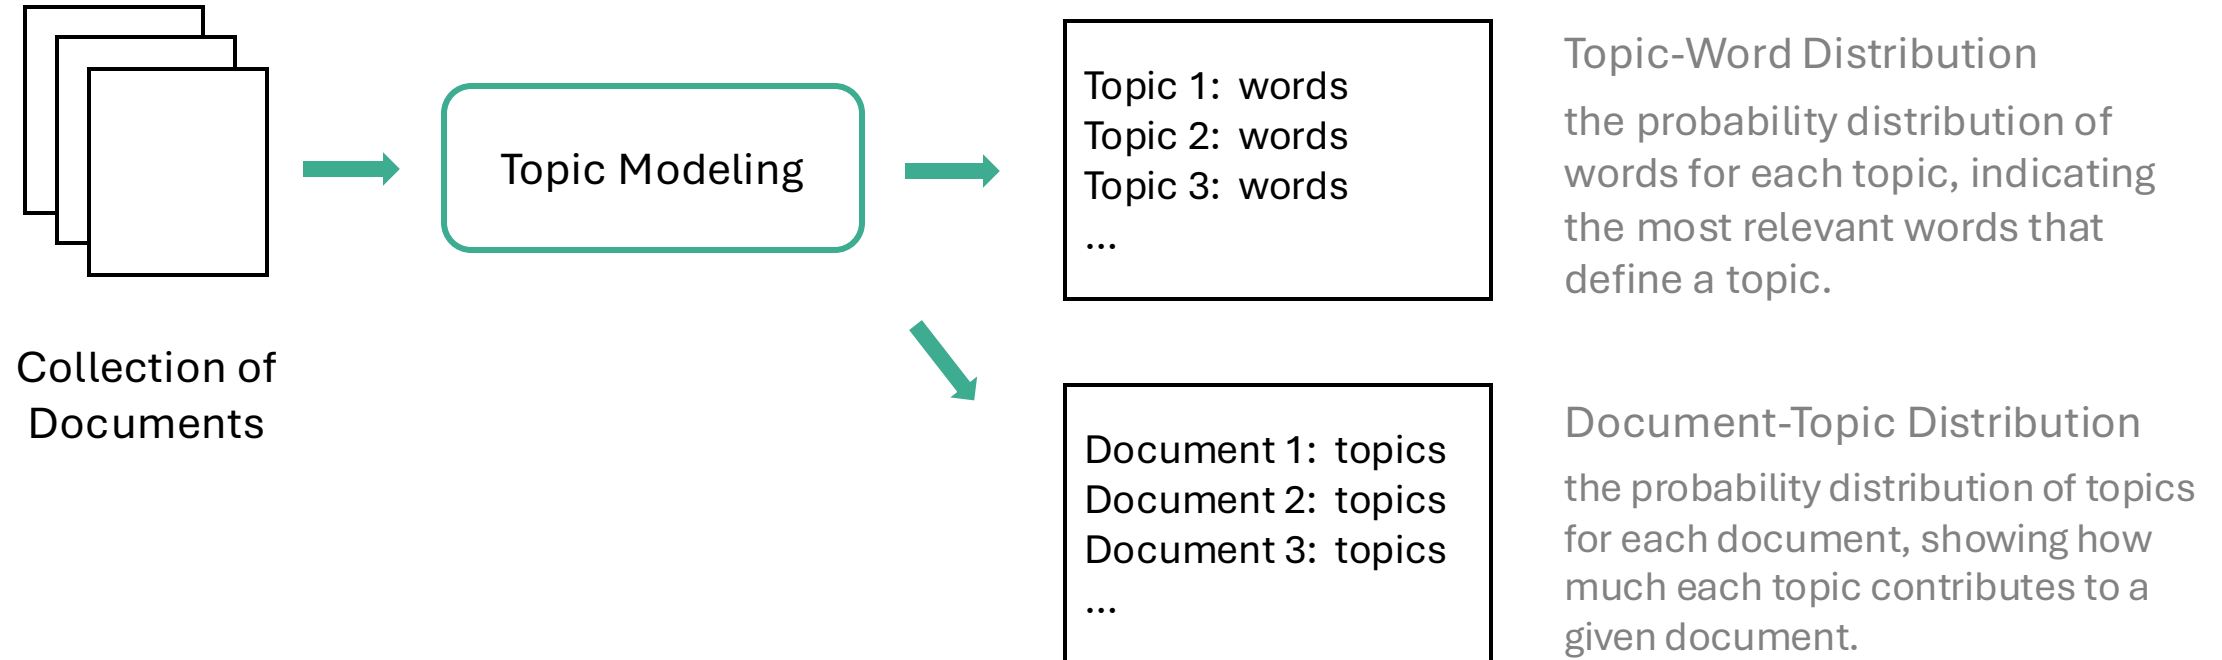 Collection of
Documents
Topic Modeling
Topic 1: words
Topic 2: words
Topic 3: words
...
Topic-Word Distribution
the probability distribution of
words for each topic, indicating
the most relevant words that
define a topic.
Document 1: topics
Document 2: topics
Document 3: topics
...
Document-Topic Distribution
the probability distribution of topics
for each document, showing how
much each topic contributes to a
given document.